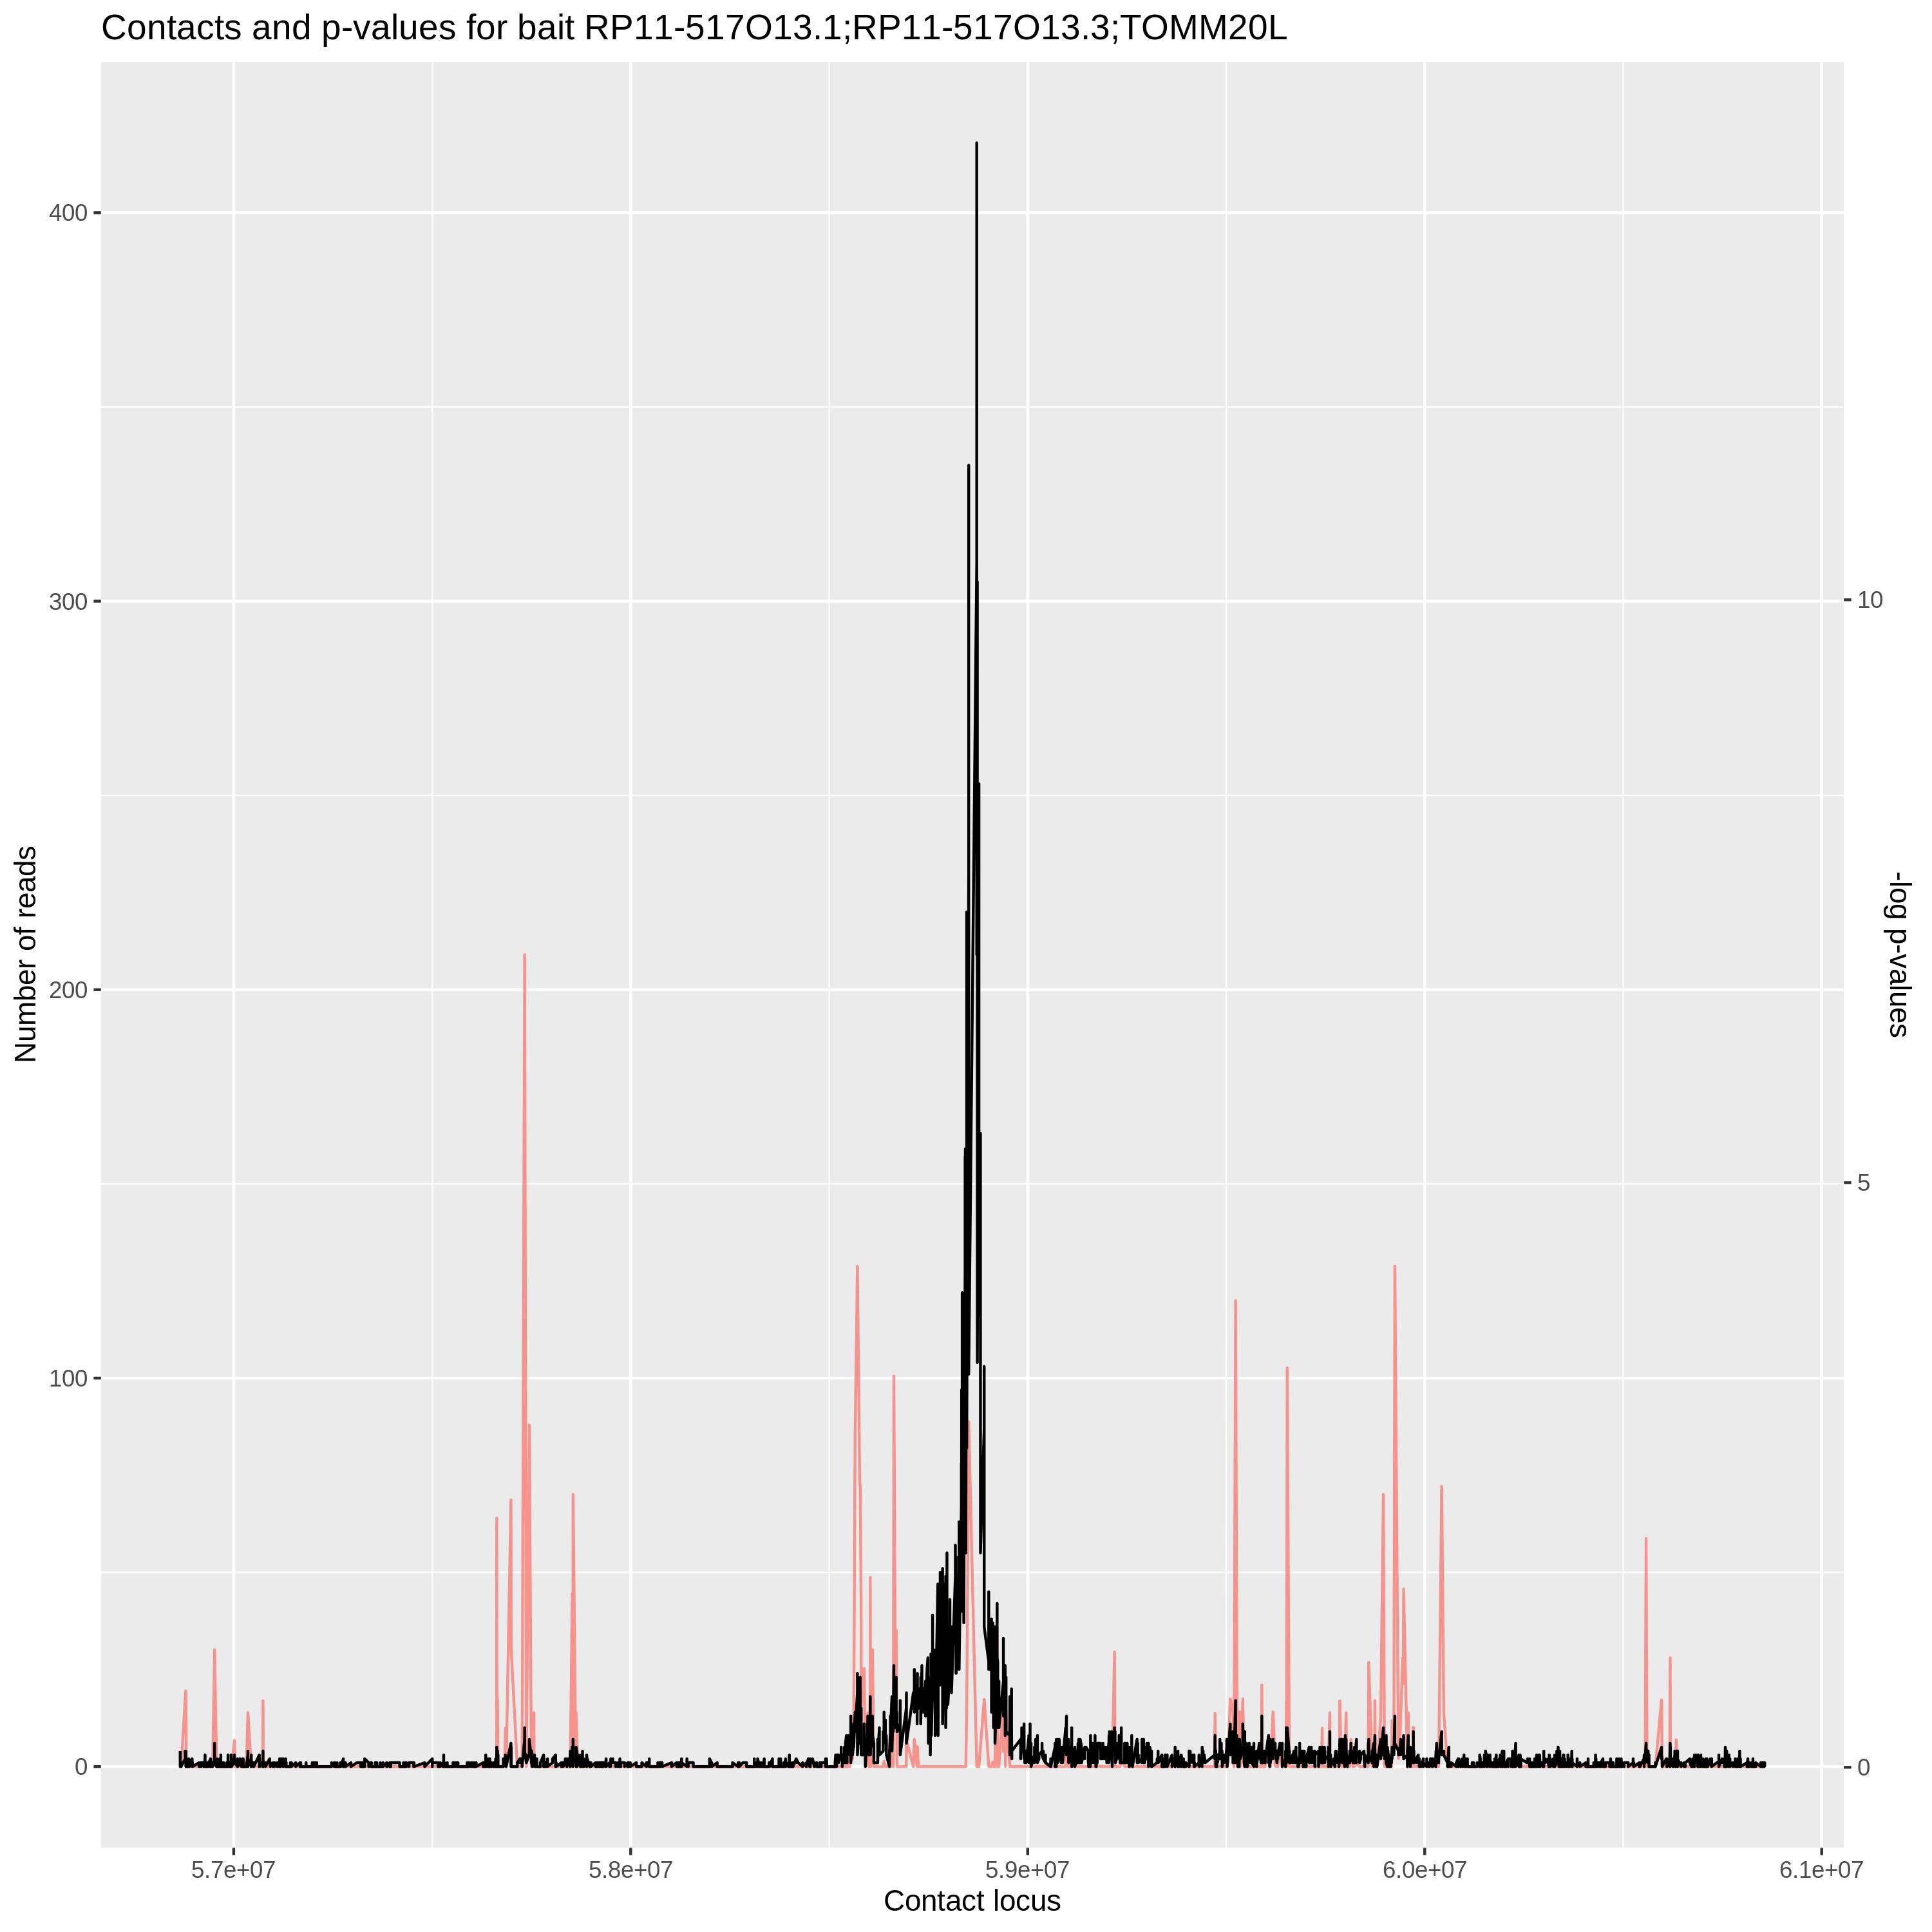 Contacts and p-values for bait RP11-517O13.1;RP11-517O13.3;TOMM20L
400
300
200
100
0
Number of reads
10
5
0
-log p-values
5.7e+07 5.8e+07 5.9e+07 6.0e+07 6.1e+07
Contact locus